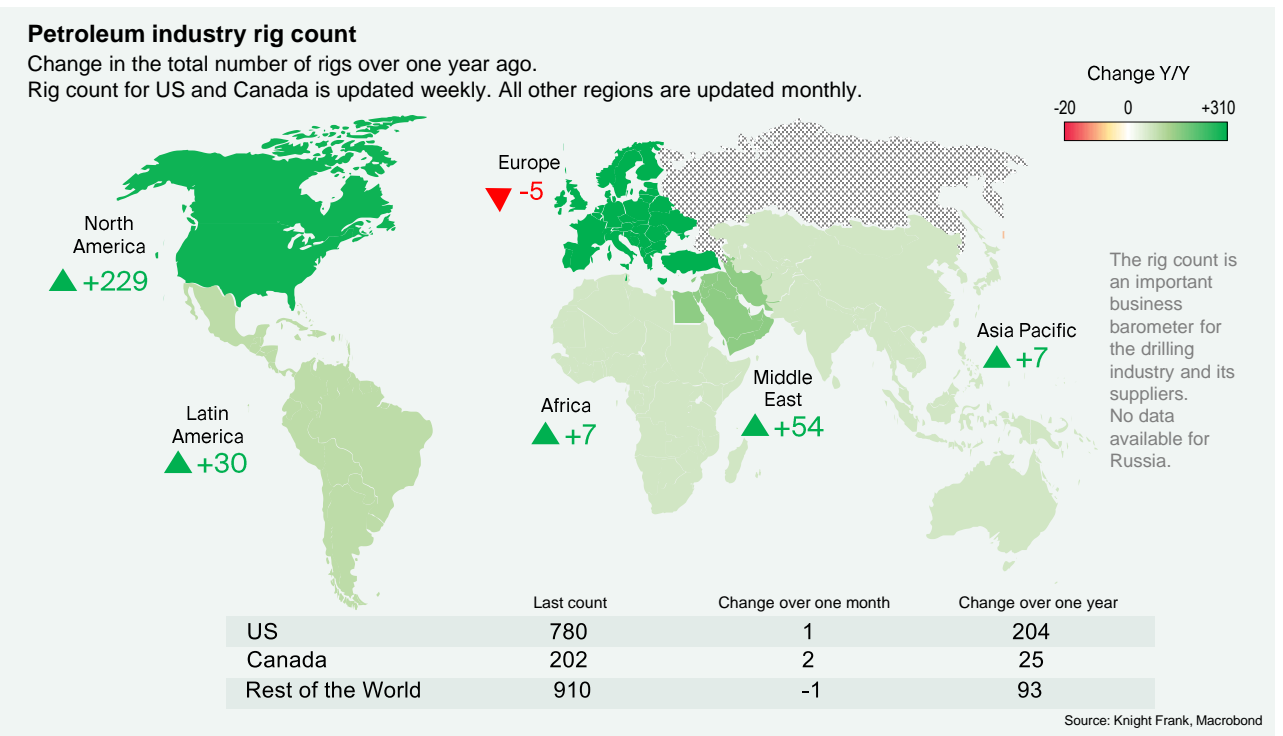 Petroleum industry rig count
Change in the total number of rigs over one year ago.
Rig count for US and Canada is updated weekly. All other regions are updated monthly.
Change Y/Y
-20 0 +310
Europe
-5
North
America
+229
The rig count is
an important
business
barometer for
the drilling
industry and its
suppliers.
No data
available for
Russia.
Asia Pacific
+7
Middle
East
+54
Africa
+7
Latin
America
+30
Last count Change over one month Change over one year
US 780 1 204
Canada 202 2 25
Rest of the World 910 -1 93
Source: Knight Frank, Macrobond